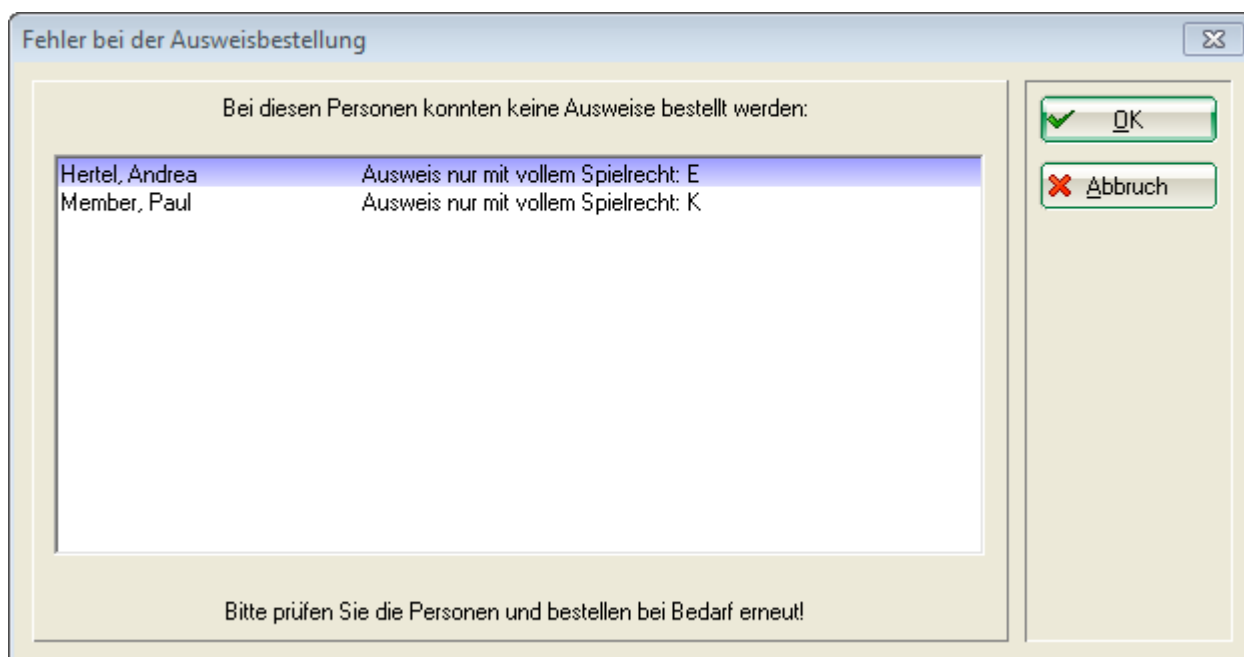 Fehler bei der Ausweisbestellung
Bei diesen Personen konnten keine Ausweise bestellt werden:
Hertel, Andrea Ausweis nur mit vollem Spielrecht: E
Member, Paul Ausweis nur mit vollem Spielrecht: K
Bitte prüfen Sie die Personen und bestellen bei Bedarf erneut!
OK
Abbruch